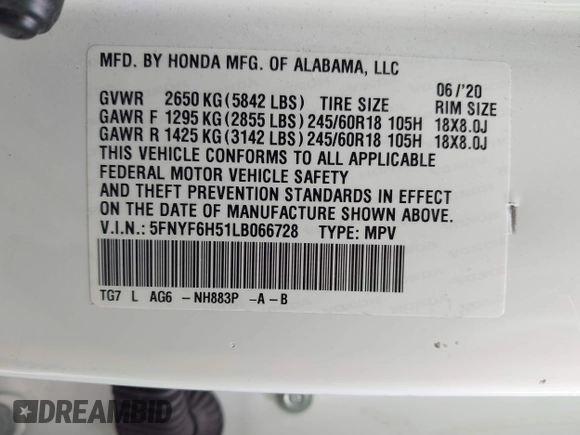 MFD. BY HONDA MFG. OF ALABAMA, LLC
06/'20
GVWR 2650 KG (5842 LBS) TIRE SIZE RIM SIZE
GAWR F 1295 KG (2855 LBS) 245/60R18 105H 18X8.0J
GAWR R 1425 KG (3142 LBS) 245/60R18 105H 18X8.0J
THIS VEHICLE CONFORMS TO ALL APPLICABLE
FEDERAL MOTOR VEHICLE SAFETY
AND THEFT PREVENTION STANDARDS IN EFFECT
ON THE DATE OF MANUFACTURE SHOWN ABOVE.
V.I.N.: 5FNYF6H51LB066728 TYPE: MPV
TG7 L AG6 - NH883P -A - B
DREAMBID